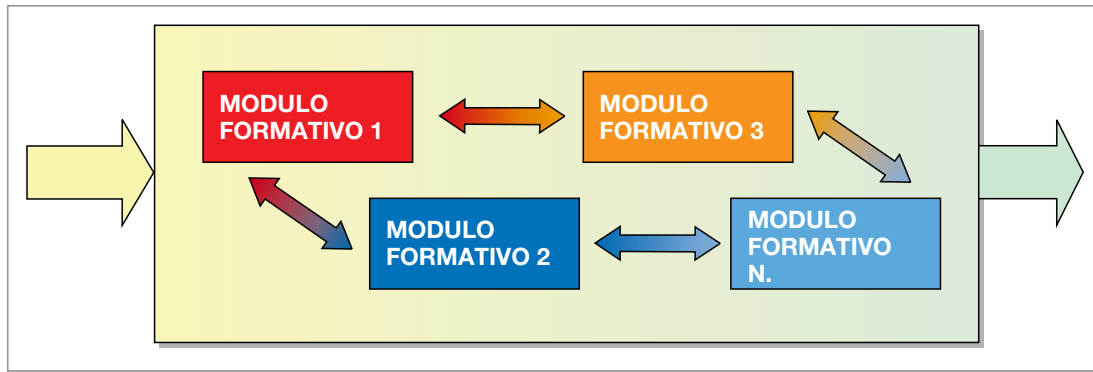 MODULO
FORMATIVO 1
MODULO
FORMATIVO 3
MODULO
FORMATIVO 2
MODULO
FORMATIVO
N.